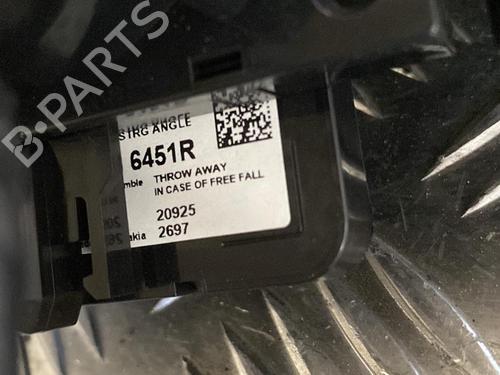 B-PARTS
STRG ANGLE
6451R
THROW AWAY
IN CASE OF FREE FALL
20925
2697